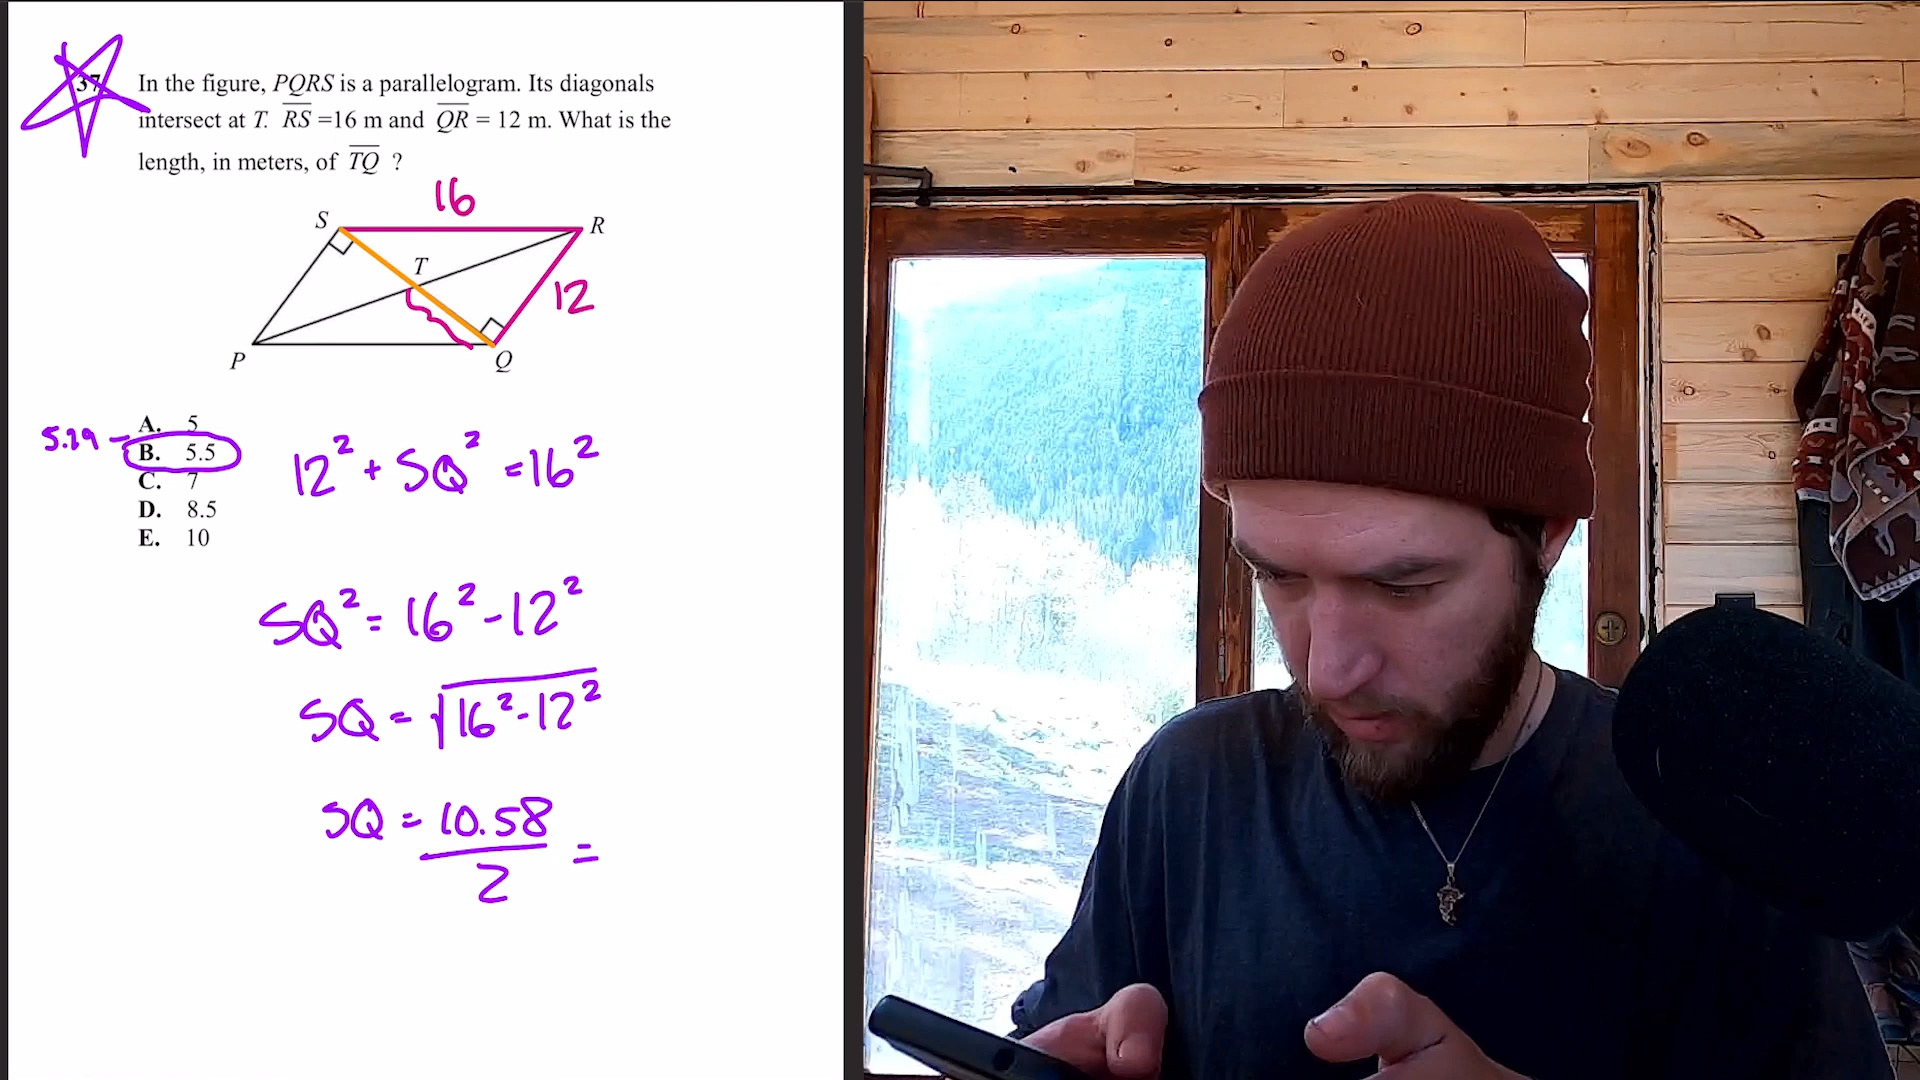 37. In the figure, PQRS is a parallelogram. Its diagonals
intersect at T. RS =16 m and QR = 12 m. What is the
length, in meters, of TQ ?
16
S
R
T
12
P
Q
A. 5
5.29 B. 5.5
C. 7
D. 8.5
E. 10
12² + SQ² = 16²
SQ² = 16² - 12²
SQ = √16² - 12²
SQ = 10.58 =
2